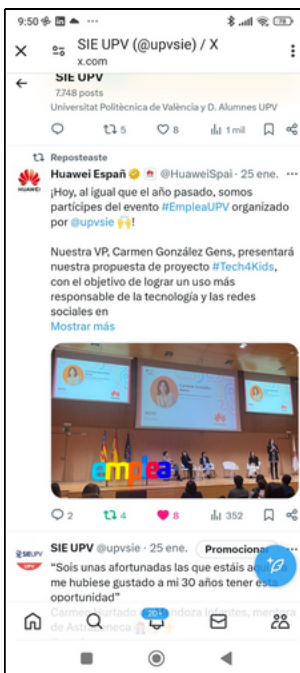 9:50
SIE UPV (@upvsie) / X
x.com
SIE UPV
7.748 posts
Universitat Politècnica de València y D. Alumnes UPV
5 8 1 mil
Reposteaste
Huawei Españ @HuaweiSpai · 25 ene.
HUAWEI
¡Hoy, al igual que el año pasado, somos
partícipes del evento #EmpleaUPV organizado
por @upvsie 🙌!
Nuestra VP, Carmen González Gens, presentará
nuestra propuesta de proyecto #Tech4Kids,
con el objetivo de lograr un uso más
responsable de la tecnología y las redes
sociales en
Mostrar más
emplea
2 4 8 352
SIE UPV @upvsie · 25 ene. Promociona
“Sois unas afortunadas las que estáis
me hubiese gustado a mi 30 años tener
oportunidad”
20+